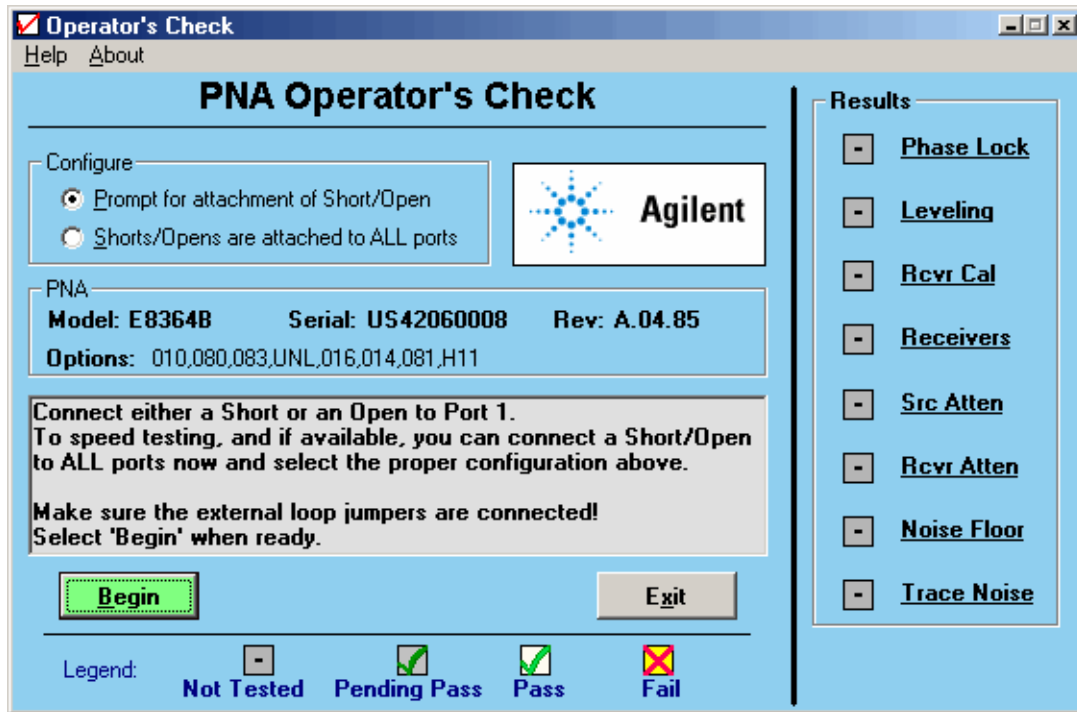 Operator's Check
Help About
PNA Operator's Check
Configure
Prompt for attachment of Short/Open
Shorts/Opens are attached to ALL ports
Agilent
PNA
Model: E8364B Serial: US42060008 Rev: A.04.85
Options: 010,080,083,UNL,016,014,081,H11
Connect either a Short or an Open to Port 1.
To speed testing, and if available, you can connect a Short/Open
to ALL ports now and select the proper configuration above.
Make sure the external loop jumpers are connected!
Select 'Begin' when ready.
Begin Exit
Legend:
Not Tested Pending Pass Pass Fail
Results
- Phase Lock
- Leveling
- Rcvr Cal
- Receivers
- Src Atten
- Rcvr Atten
- Noise Floor
- Trace Noise